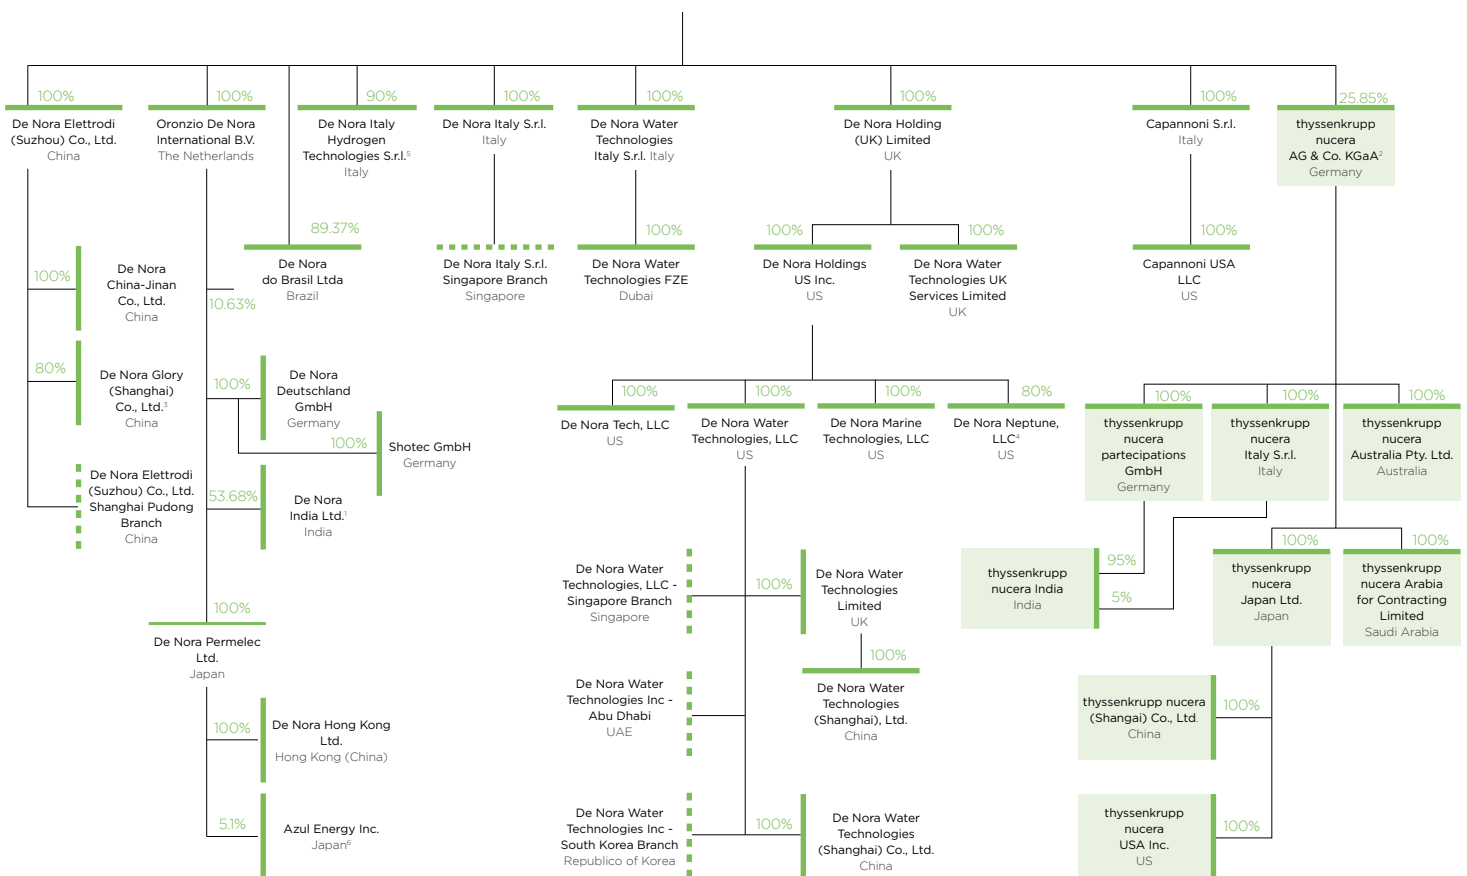 100%
De Nora Elettrodi
(Suzhou) Co., Ltd.
China
100%
Oronzio De Nora
International B.V.
The Netherlands
90%
De Nora Italy
Hydrogen
Technologies S.r.l.5
Italy
100%
De Nora Italy S.r.l.
Italy
100%
De Nora Water
Technologies
Italy S.r.l. Italy
100%
De Nora Holding
(UK) Limited
UK
100%
Capannoni S.r.l.
Italy
25.85%
thyssenkrupp
nucera
AG & Co. KGaA2
Germany
100%
De Nora
China-Jinan
Co., Ltd.
China
10.63%
89.37%
De Nora
do Brasil Ltda
Brazil
De Nora Italy S.r.l.
Singapore Branch
Singapore
100%
De Nora Water
Technologies FZE
Dubai
100%
De Nora Holdings
US Inc.
US
100%
De Nora Water
Technologies UK
Services Limited
UK
100%
Capannoni USA
LLC
US
80%
De Nora Glory
(Shanghai)
Co., Ltd.3
China
100%
De Nora
Deutschland
GmbH
Germany
100%
Shotec GmbH
Germany
100%
De Nora Tech, LLC
US
100%
De Nora Water
Technologies, LLC
US
100%
De Nora Marine
Technologies, LLC
US
80%
De Nora Neptune,
LLC4
US
100%
thyssenkrupp
nucera
partecipations
GmbH
Germany
100%
thyssenkrupp
nucera
Italy S.r.l.
Italy
100%
thyssenkrupp
nucera
Australia Pty. Ltd.
Australia
De Nora Elettrodi
(Suzhou) Co., Ltd.
Shanghai Pudong
Branch
China
53.68%
De Nora
India Ltd.1
India
De Nora Water
Technologies, LLC -
Singapore Branch
Singapore
100%
De Nora Water
Technologies
Limited
UK
thyssenkrupp
nucera India
India
95%
5%
100%
thyssenkrupp
nucera
Japan Ltd.
Japan
100%
thyssenkrupp
nucera Arabia
for Contracting
Limited
Saudi Arabia
100%
De Nora Permelec
Ltd.
Japan
De Nora Water
Technologies Inc -
Abu Dhabi
UAE
100%
De Nora Water
Technologies
(Shanghai), Ltd.
China
thyssenkrupp nucera
(Shangai) Co., Ltd.
China
100%
100%
De Nora Hong Kong
Ltd.
Hong Kong (China)
5.1%
Azul Energy Inc.
Japan6
De Nora Water
Technologies Inc -
South Korea Branch
Republico of Korea
100%
De Nora Water
Technologies
(Shanghai) Co., Ltd.
China
thyssenkrupp
nucera
USA Inc.
US
100%